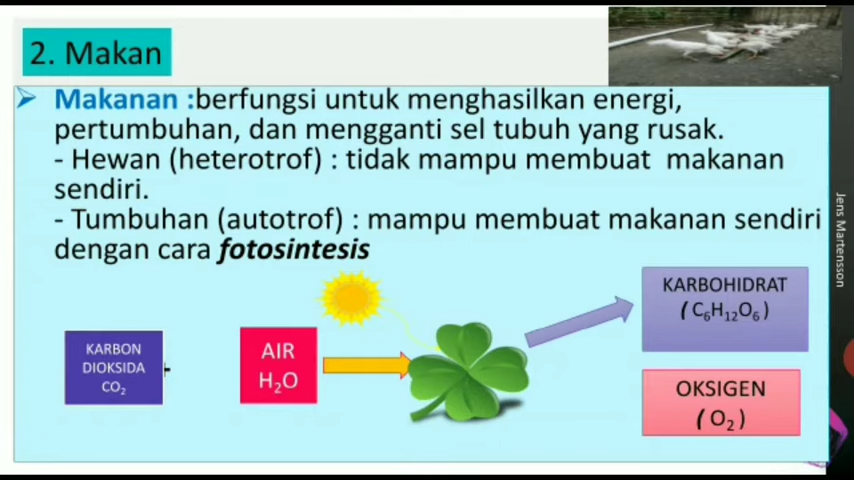 2. Makan
➢ Makanan :berfungsi untuk menghasilkan energi,
pertumbuhan, dan mengganti sel tubuh yang rusak.
- Hewan (heterotrof) : tidak mampu membuat makanan
sendiri.
- Tumbuhan (autotrof) : mampu membuat makanan sendiri
dengan cara fotosintesis
KARBON
DIOKSIDA
CO₂
+
AIR
H₂O
KARBOHIDRAT
(C₆H₁₂O₆)
OKSIGEN
(O₂)
Jens Martensson